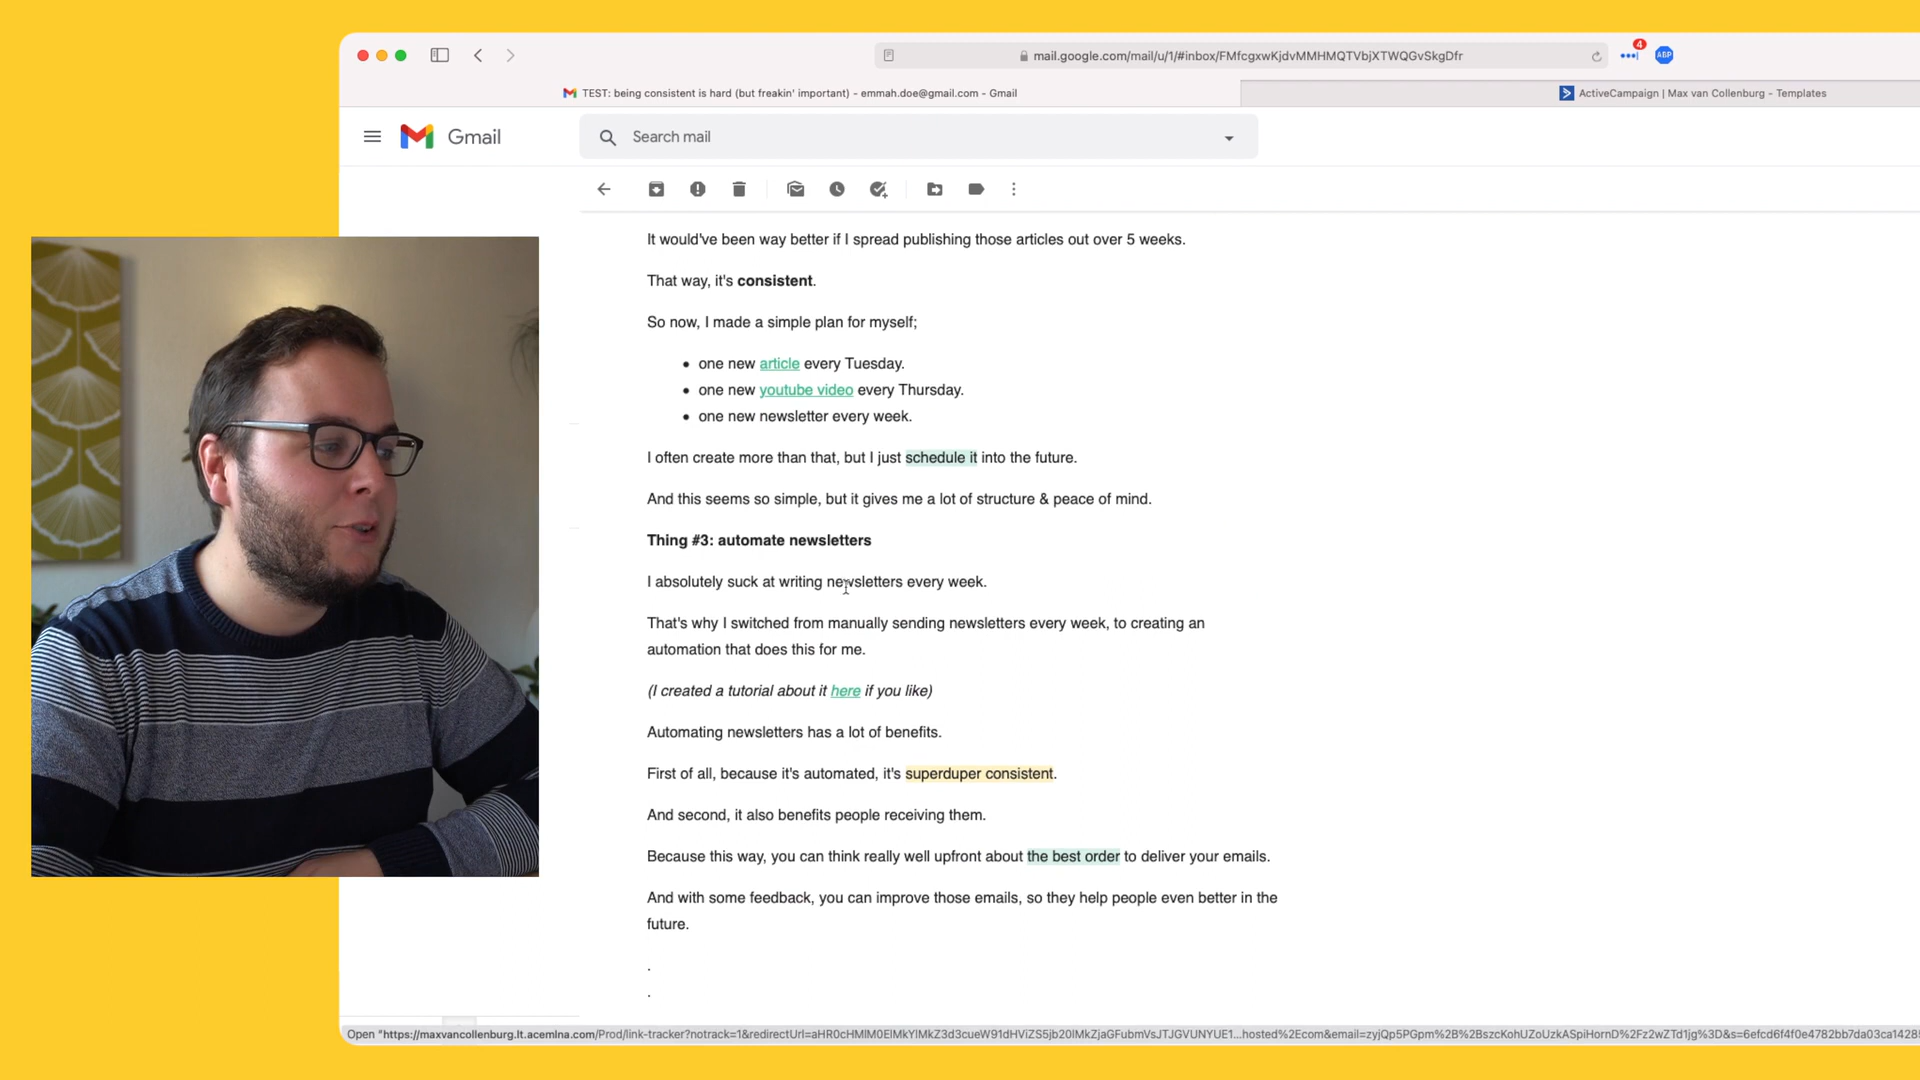 mail.google.com/mail/u/1/#inbox/FMfcgxwKjdvMMHMQTVbjXTWQGvSkgDfr
4
ABP
TEST: being consistent is hard (but freakin' important) - emmah.doe@gmail.com - Gmail
ActiveCampaign | Max van Collenburg - Templates
Gmail
Search mail
It would've been way better if I spread publishing those articles out over 5 weeks.
That way, it's consistent.
So now, I made a simple plan for myself;
• one new article every Tuesday.
• one new youtube video every Thursday.
• one new newsletter every week.
I often create more than that, but I just schedule it into the future.
And this seems so simple, but it gives me a lot of structure & peace of mind.
Thing #3: automate newsletters
I absolutely suck at writing newsletters every week.
That's why I switched from manually sending newsletters every week, to creating an
automation that does this for me.
(I created a tutorial about it here if you like)
Automating newsletters has a lot of benefits.
First of all, because it's automated, it's superduper consistent.
And second, it also benefits people receiving them.
Because this way, you can think really well upfront about the best order to deliver your emails.
And with some feedback, you can improve those emails, so they help people even better in the
future.
.
.
Open "https://maxvancollenburg.lt.acemlna.com/Prod/link-tracker?notrack=1&redirectUrl=